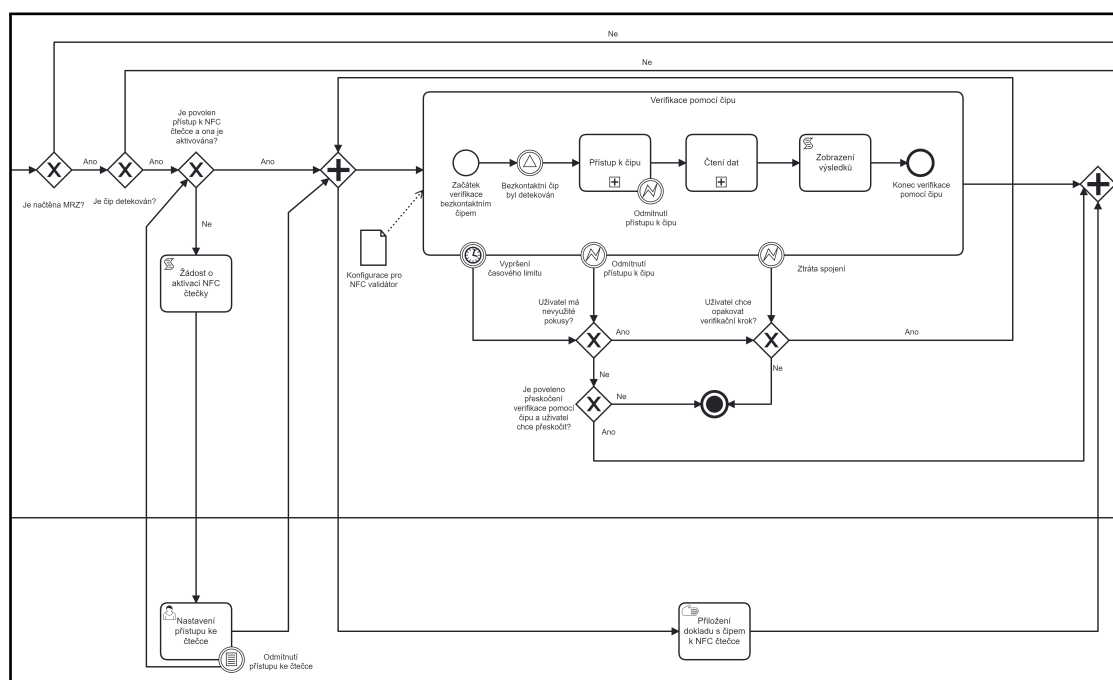 Ne
Ne
Je povolen
přístup k NFC
čtečce a ona je
aktivována?
Ano
Ano
Ano
Je načtěna MRZ?
Je čip detekován?
Ne
Žádost o
aktivaci NFC
čtečky
Verifikace pomocí čipu
Začátek
verifikace
bezkontaktním
čipem
Bezkontaktní čip
byl detekován
Přístup k čipu
Odmítnutí
přístupu k čipu
Čtení dat
Zobrazení
výsledků
Konec verifikace
pomocí čipu
Konfigurace pro
NFC validátor
Vypršení
časového limitu
Odmítnutí
přístupu k čipu
Ztráta spojení
Uživatel má
nevyužité
pokusy?
Ano
Uživatel chce
opakovat
verifikační krok?
Ano
Ne
Ne
Je poveleno
přeskočení
verifikace pomocí
čipu a uživatel
chce přeskočit?
Ne
Ano
Nastavení
přístupu ke
čtečce
Odmítnutí
přístupu ke čtečce
Přiložení
dokladu s čipem
k NFC čtečce